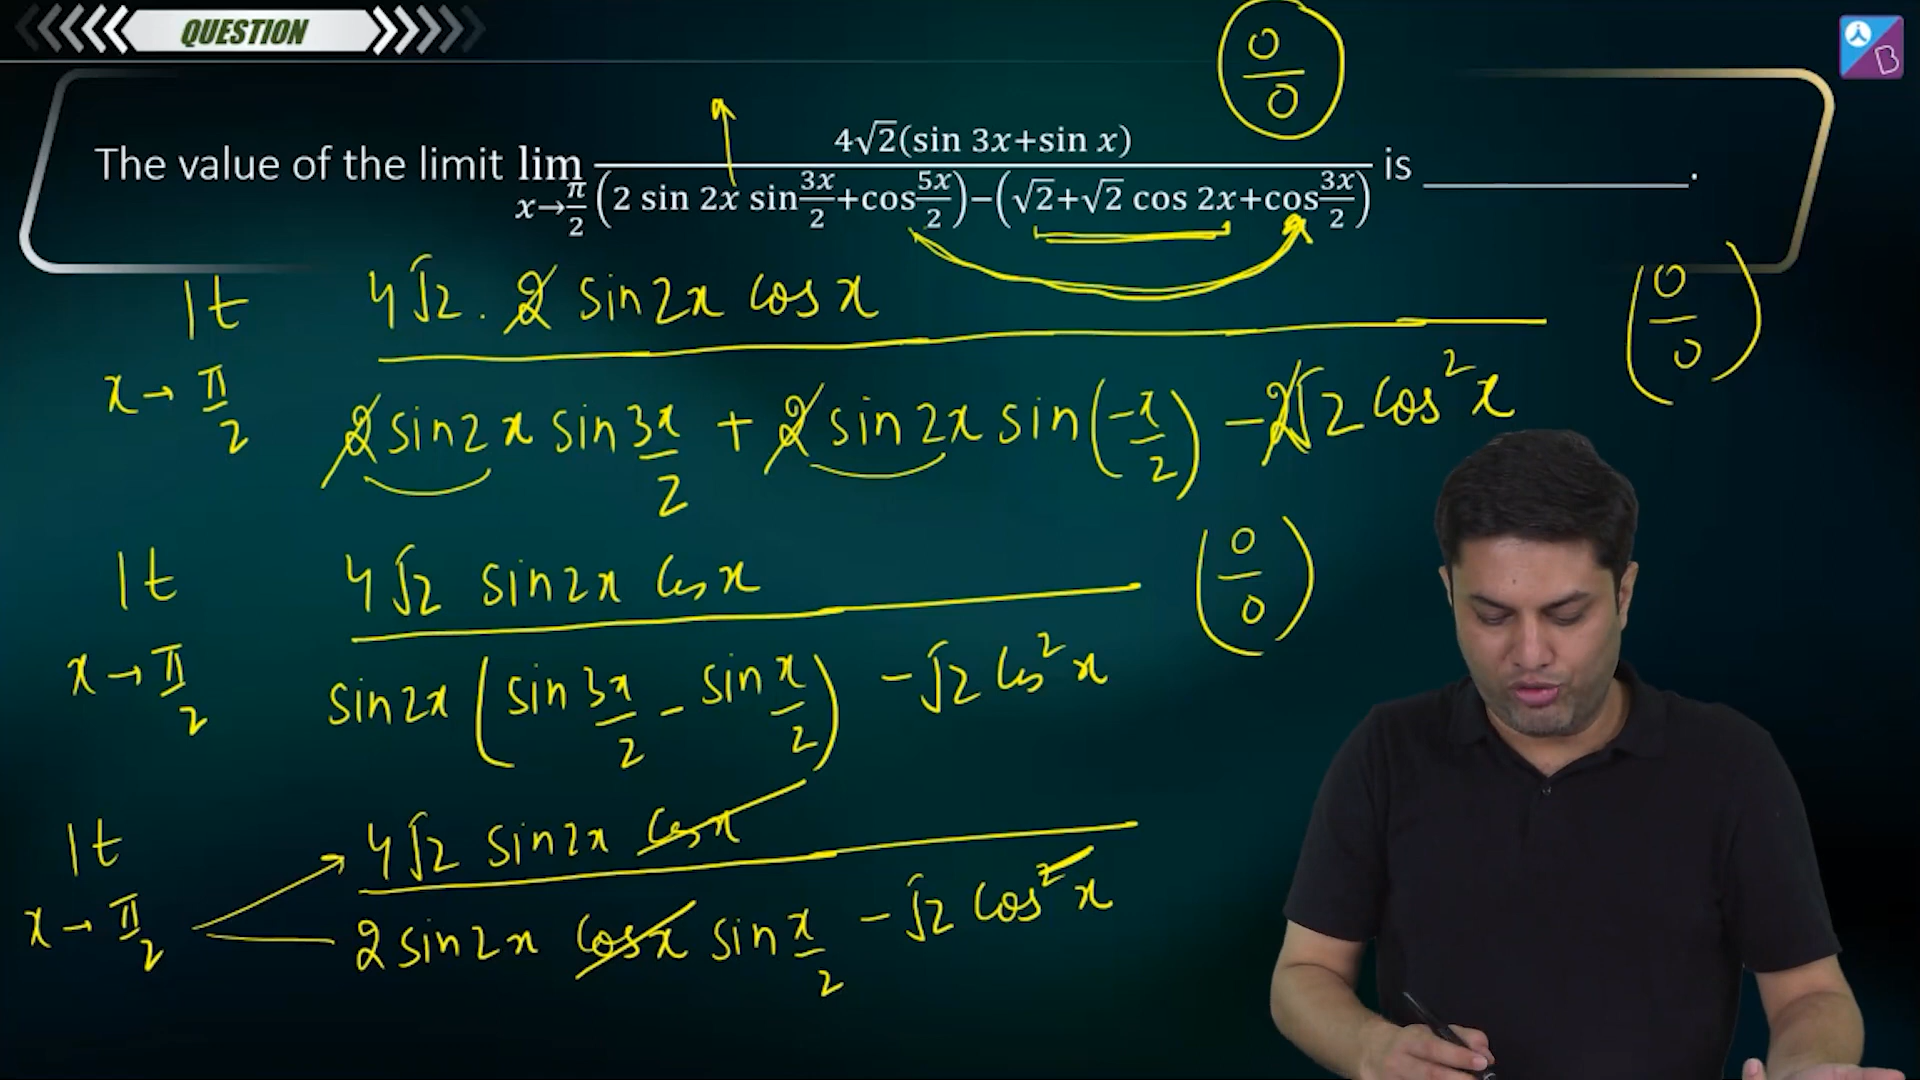 QUESTION
B
0/0
The value of the limit lim x→π/2 4√2(sin 3x+sin x) / (2 sin 2x sin 3x/2+cos 5x/2)−(√2+√2 cos 2x+cos 3x/2) is ____________.
lt x→π/2 4√2 . 2 sin2x cos x / 2 sin2x sin 3x/2 + 2 sin 2x sin(-x/2) - 2√2 cos²x (0/0)
lt x→π/2 4√2 sin2x cos x / sin2x (sin 3x/2 - sin x/2) - √2 cos²x (0/0)
lt x→π/2 4√2 sin2x cos x / 2 sin2x cos x sin x/2 - √2 cos²x